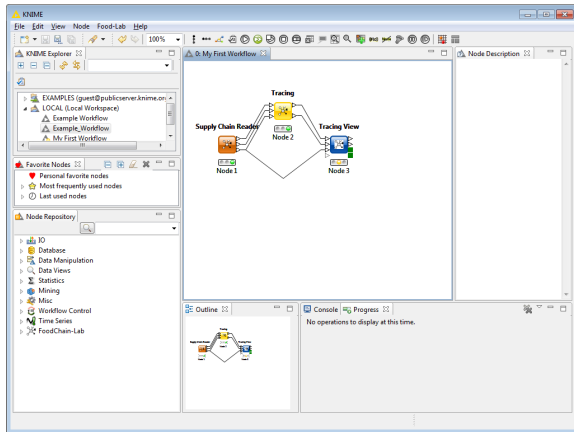 KNIME
File Edit View Node Food-Lab Help
100%
KNIME Explorer
EXAMPLES (guest@publicserver.knime.org
LOCAL (Local Workspace)
Example Workflow
Example_Workflow
My First Workflow
Favorite Nodes
Personal favorite nodes
Most frequently used nodes
Last used nodes
Node Repository
IO
Database
Data Manipulation
Data Views
Statistics
Mining
Misc
Workflow Control
Time Series
FoodChain-Lab
0: My First Workflow
Tracing
Node 2
Supply Chain Reader
Node 1
Tracing View
Node 3
Node Description
Outline
Console Progress
No operations to display at this time.